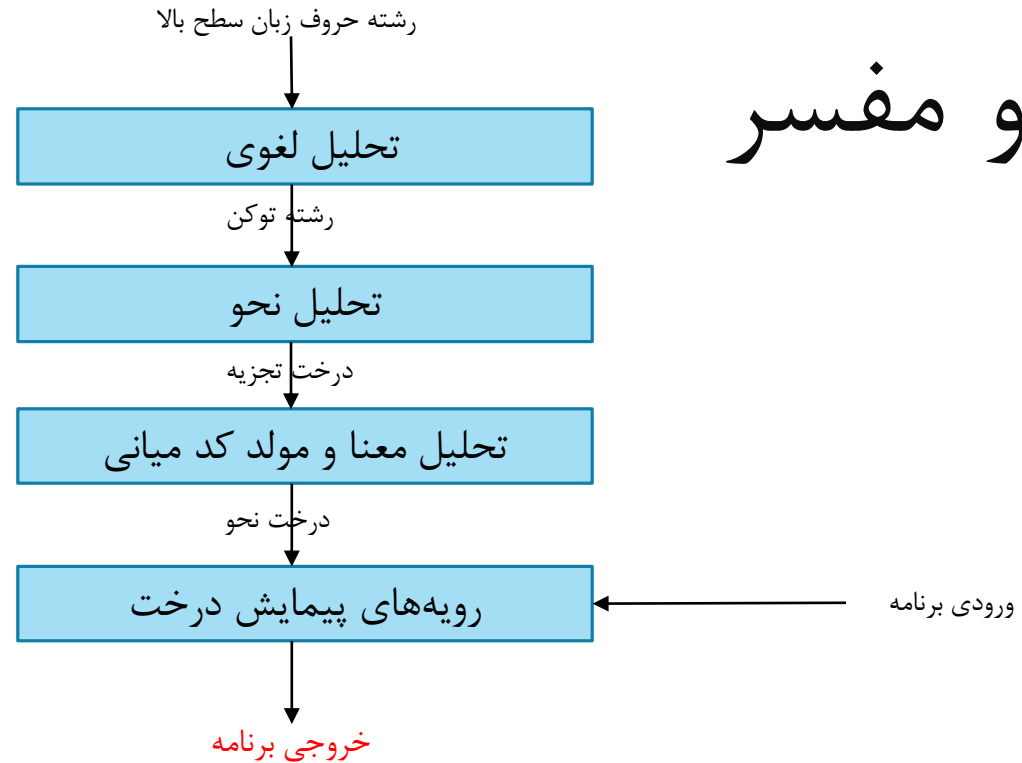 و مفسر
رشته حروف زبان سطح بالا
تحلیل لغوی
رشته توکن
تحلیل نحو
درخت تجزیه
تحلیل معنا و مولد کد میانی
درخت نحو
رویه‌های پیمایش درخت
ورودی برنامه
خروجی برنامه